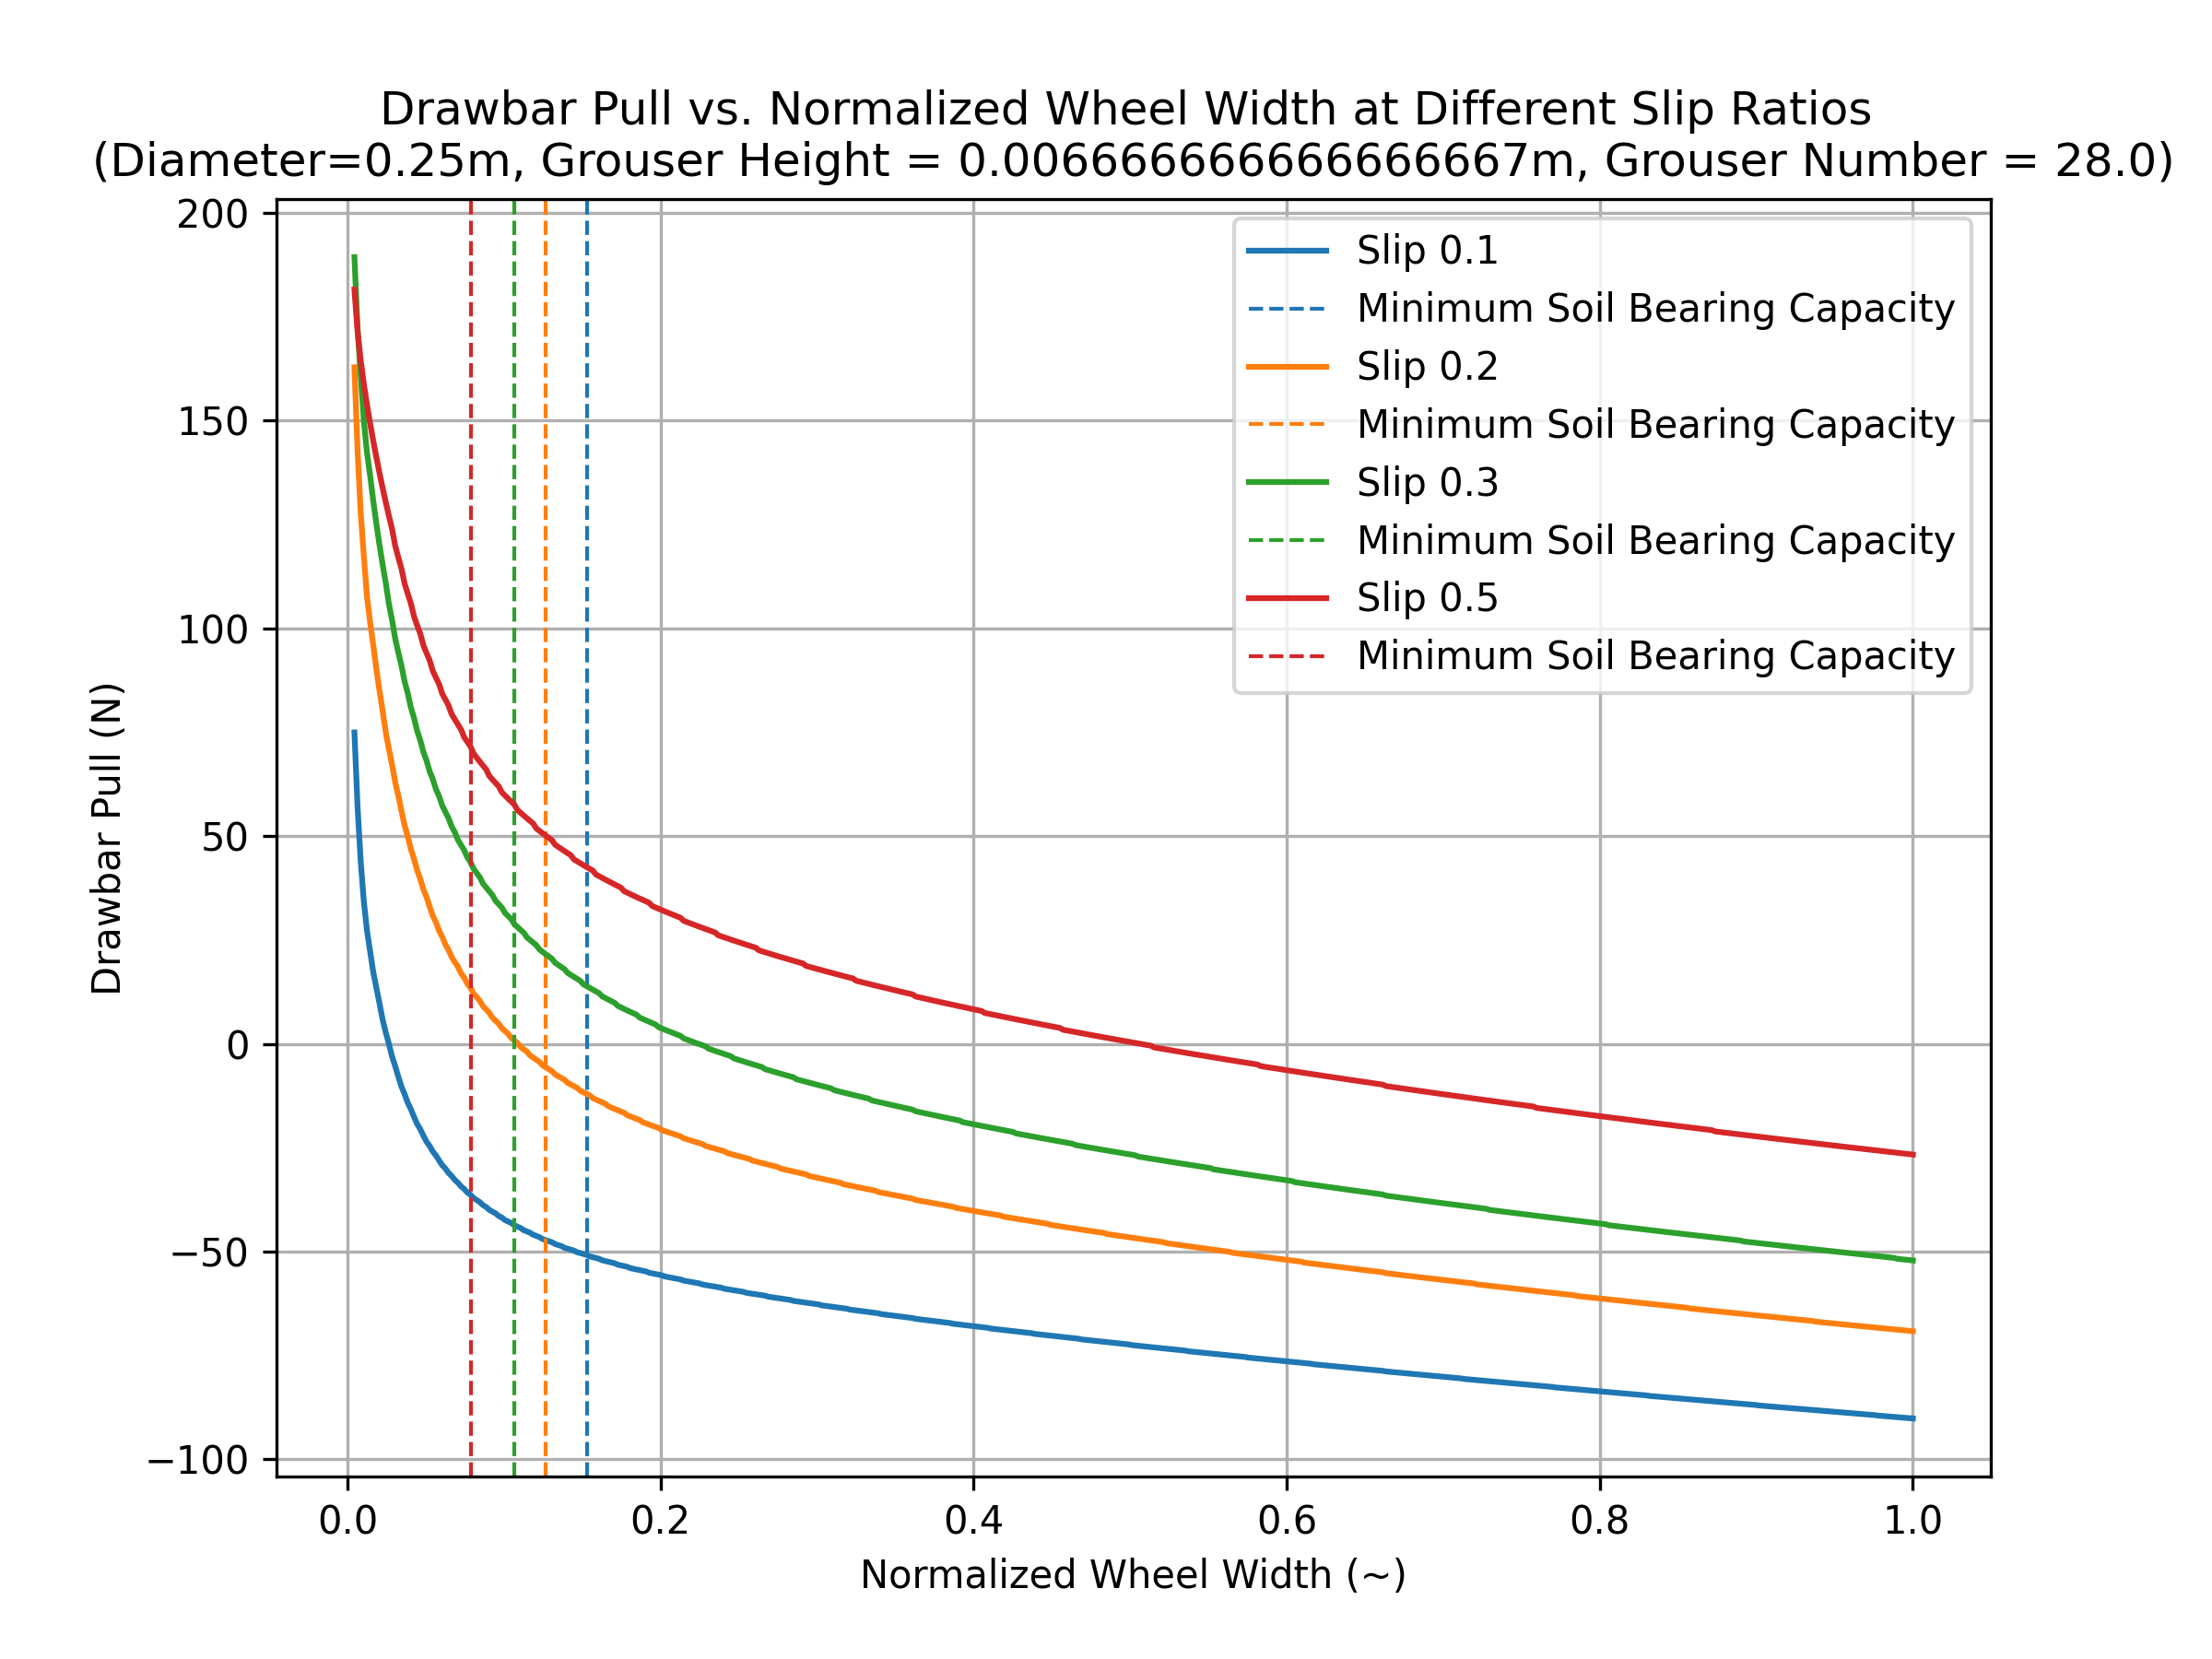 Drawbar Pull vs. Normalized Wheel Width at Different Slip Ratios
(Diameter=0.25m, Grouser Height = 0.006666666666666667m, Grouser Number = 28.0)
200
150
100
50
0
−50
−100
Drawbar Pull (N)
Slip 0.1
Minimum Soil Bearing Capacity
Slip 0.2
Minimum Soil Bearing Capacity
Slip 0.3
Minimum Soil Bearing Capacity
Slip 0.5
Minimum Soil Bearing Capacity
0.0 0.2 0.4 0.6 0.8 1.0
Normalized Wheel Width (~)